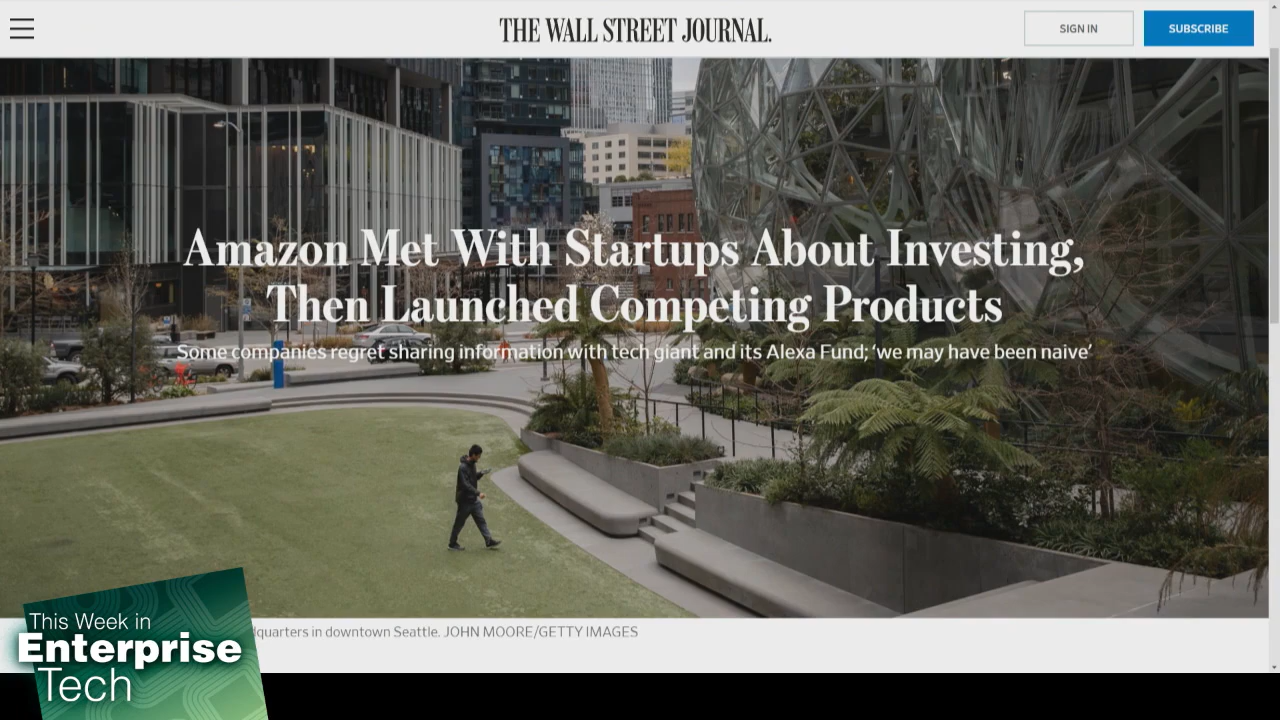 THE WALL STREET JOURNAL.
SIGN IN
SUBSCRIBE
Amazon Met With Startups About Investing,
Then Launched Competing Products
Some companies regret sharing information with tech giant and its Alexa Fund; ‘we may have been naive’
in downtown Seattle. JOHN MOORE/GETTY IMAGES
This Week in
Enterprise
Tech